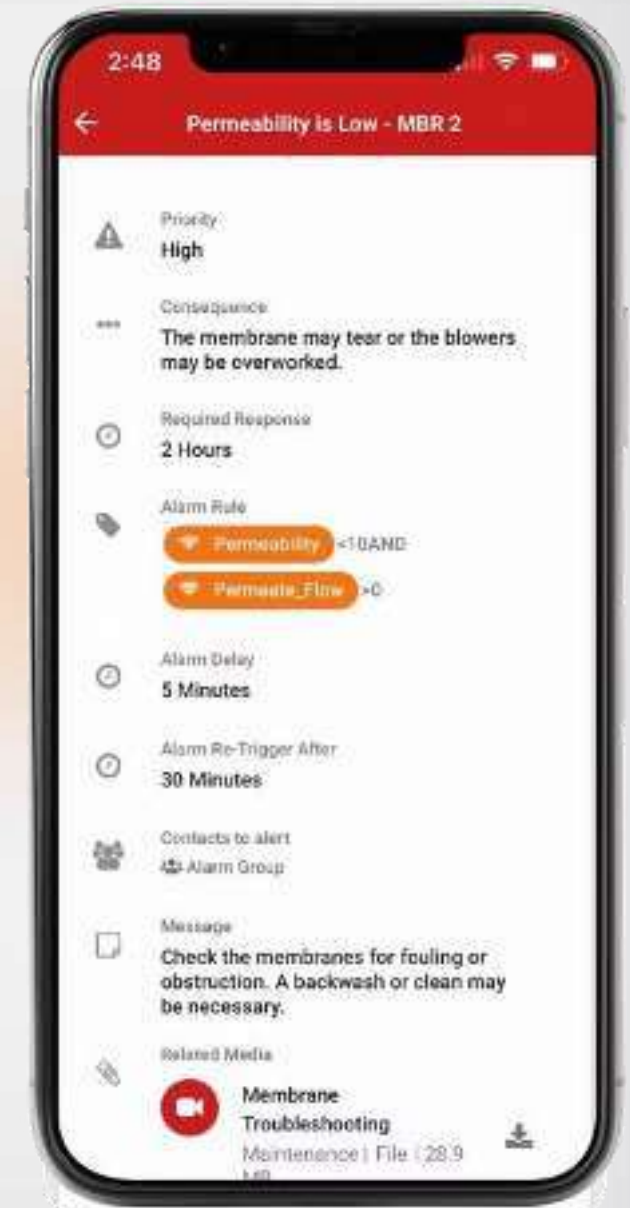 2:48
Permeability is Low - MBR 2
Priority
High
Consequence
The membrane may tear or the blowers
may be overworked.
Required Response
2 Hours
Alarm Rule
Permeability <10AND
Permeate_Flow >0
Alarm Delay
5 Minutes
Alarm Re-Trigger After
30 Minutes
Contacts to alert
Alarm Group
Message
Check the membranes for fouling or
obstruction. A backwash or clean may
be necessary.
Related Media
Membrane
Troubleshooting
Maintenance | File | 28.9
MB